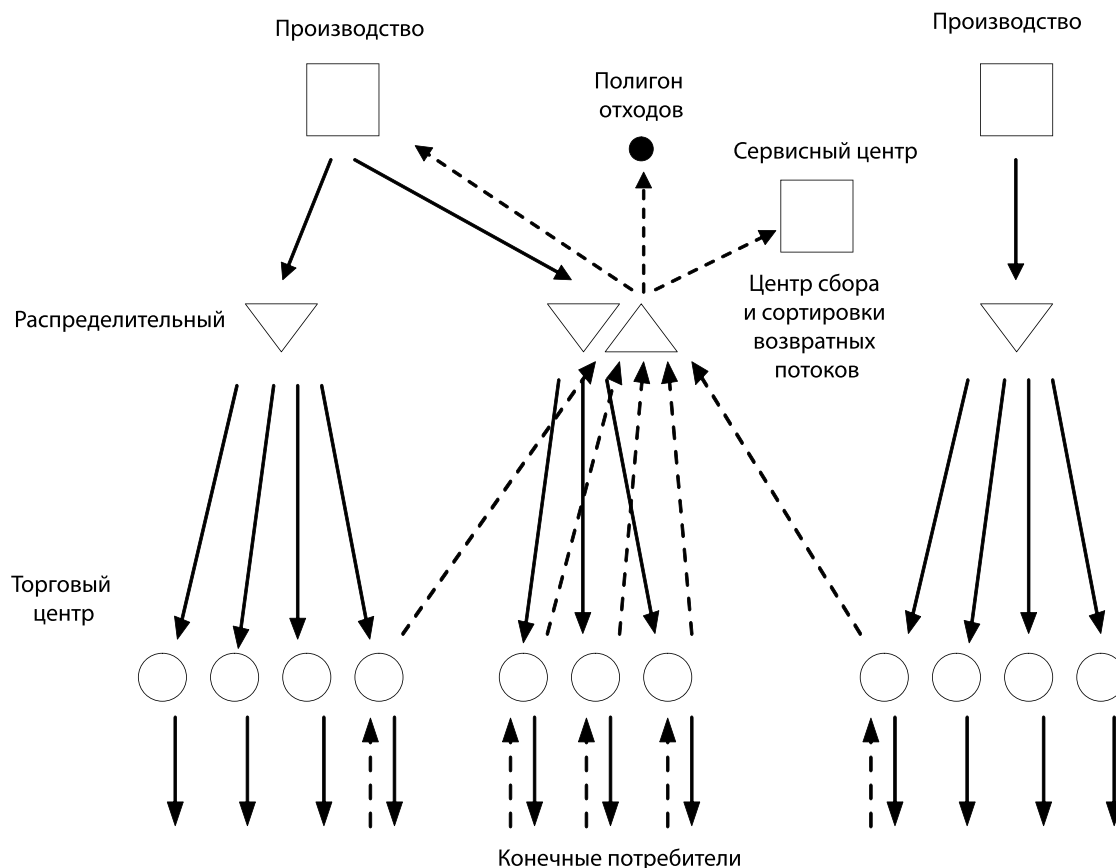 Производство
Производство
Полигон
отходов
Сервисный центр
Центр сбора
и сортировки
возвратных
потоков
Распределительный
Торговый
центр
Конечные потребители